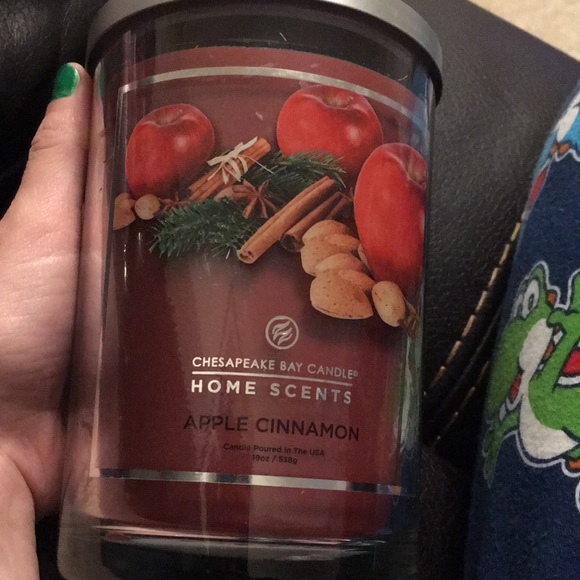 CHESAPEAKE BAY CANDLE®
HOME SCENTS
APPLE CINNAMON
Candle Poured In The USA
19oz / 538g